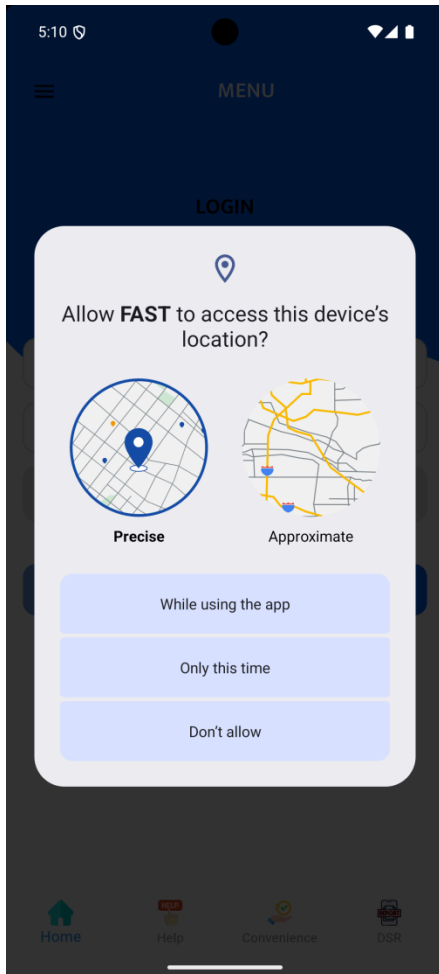 5:10
MENU
LOGIN
Allow FAST to access this device’s
location?
Precise
Approximate
While using the app
Only this time
Don’t allow
HELP
Home
Help
Convenience
DSR